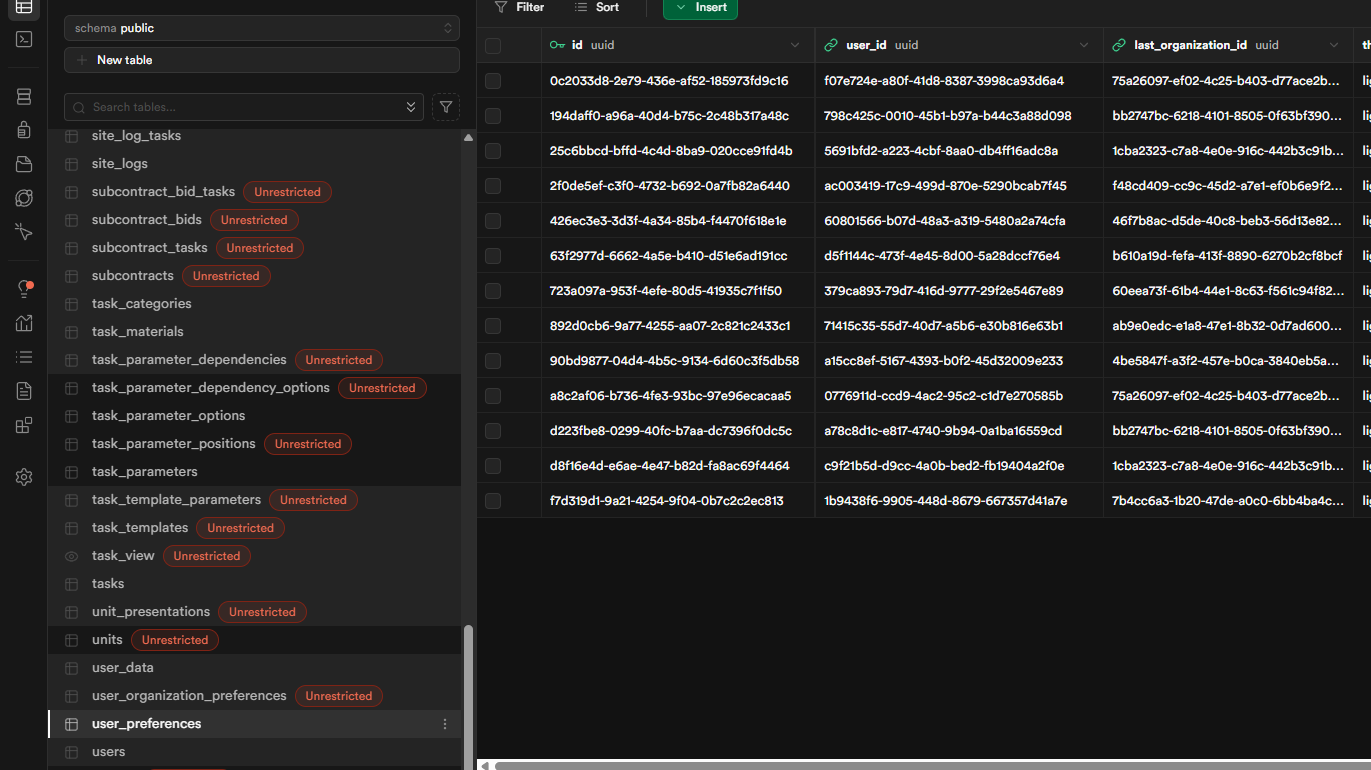 schema public
New table
Search tables...
site_log_tasks
site_logs
subcontract_bid_tasks Unrestricted
subcontract_bids Unrestricted
subcontract_tasks Unrestricted
subcontracts Unrestricted
task_categories
task_materials
task_parameter_dependencies Unrestricted
task_parameter_dependency_options Unrestricted
task_parameter_options
task_parameter_positions Unrestricted
task_parameters
task_template_parameters Unrestricted
task_templates Unrestricted
task_view Unrestricted
tasks
unit_presentations Unrestricted
units Unrestricted
user_data
user_organization_preferences Unrestricted
user_preferences
users
Filter Sort Insert
id uuid user_id uuid last_organization_id uuid th
0c2033d8-2e79-436e-af52-185973fd9c16 f07e724e-a80f-41d8-8387-3998ca93d6a4 75a26097-ef02-4c25-b403-d77ace2b... lig
194daff0-a96a-40d4-b75c-2c48b317a48c 798c425c-0010-45b1-b97a-b44c3a88d098 bb2747bc-6218-4101-8505-0f63bf390... lig
25c6bbcd-bffd-4c4d-8ba9-020cce91fd4b 5691bfd2-a223-4cbf-8aa0-db4ff16adc8a 1cba2323-c7a8-4e0e-916c-442b3c91b... lig
2f0de5ef-c3f0-4732-b692-0a7fb82a6440 ac003419-17c9-499d-870e-5290bcab7f45 f48cd409-cc9c-45d2-a7e1-ef0b6e9f2... lig
426ec3e3-3d3f-4a34-85b4-f4470f618e1e 60801566-b07d-48a3-a319-5480a2a74cfa 46f7b8ac-d5de-40c8-beb3-56d13e82... lig
63f2977d-6662-4a5e-b410-d51e6ad191cc d5f1144c-473f-4e45-8d00-5a28dccf76e4 b610a19d-fefa-413f-8890-6270b2cf8bcf lig
723a097a-953f-4efe-80d5-41935c7f1f50 379ca893-79d7-416d-9777-29f2e5467e89 60eea73f-61b4-44e1-8c63-f561c94f82... lig
892d0cb6-9a77-4255-aa07-2c821c2433c1 71415c35-55d7-40d7-a5b6-e30b816e63b1 ab9e0edc-e1a8-47e1-8b32-0d7ad600... lig
90bd9877-04d4-4b5c-9134-6d60c3f5db58 a15cc8ef-5167-4393-b0f2-45d32009e233 4be5847f-a3f2-457e-b0ca-3840eb5a... lig
a8c2af06-b736-4fe3-93bc-97e96ecacaa5 0776911d-ccd9-4ac2-95c2-c1d7e270585b 75a26097-ef02-4c25-b403-d77ace2b... lig
d223fbe8-0299-40fc-b7aa-dc7396f0dc5c a78c8d1c-e817-4740-9b94-0a1ba16559cd bb2747bc-6218-4101-8505-0f63bf390... lig
d8f16e4d-e6ae-4e47-b82d-fa8ac69f4464 c9f21b5d-d9cc-4a0b-bed2-fb19404a2f0e 1cba2323-c7a8-4e0e-916c-442b3c91b... lig
f7d319d1-9a21-4254-9f04-0b7c2c2ec813 1b9438f6-9905-448d-8679-667357d41a7e 7b4cc6a3-1b20-47de-a0c0-6bb4ba4c... lig